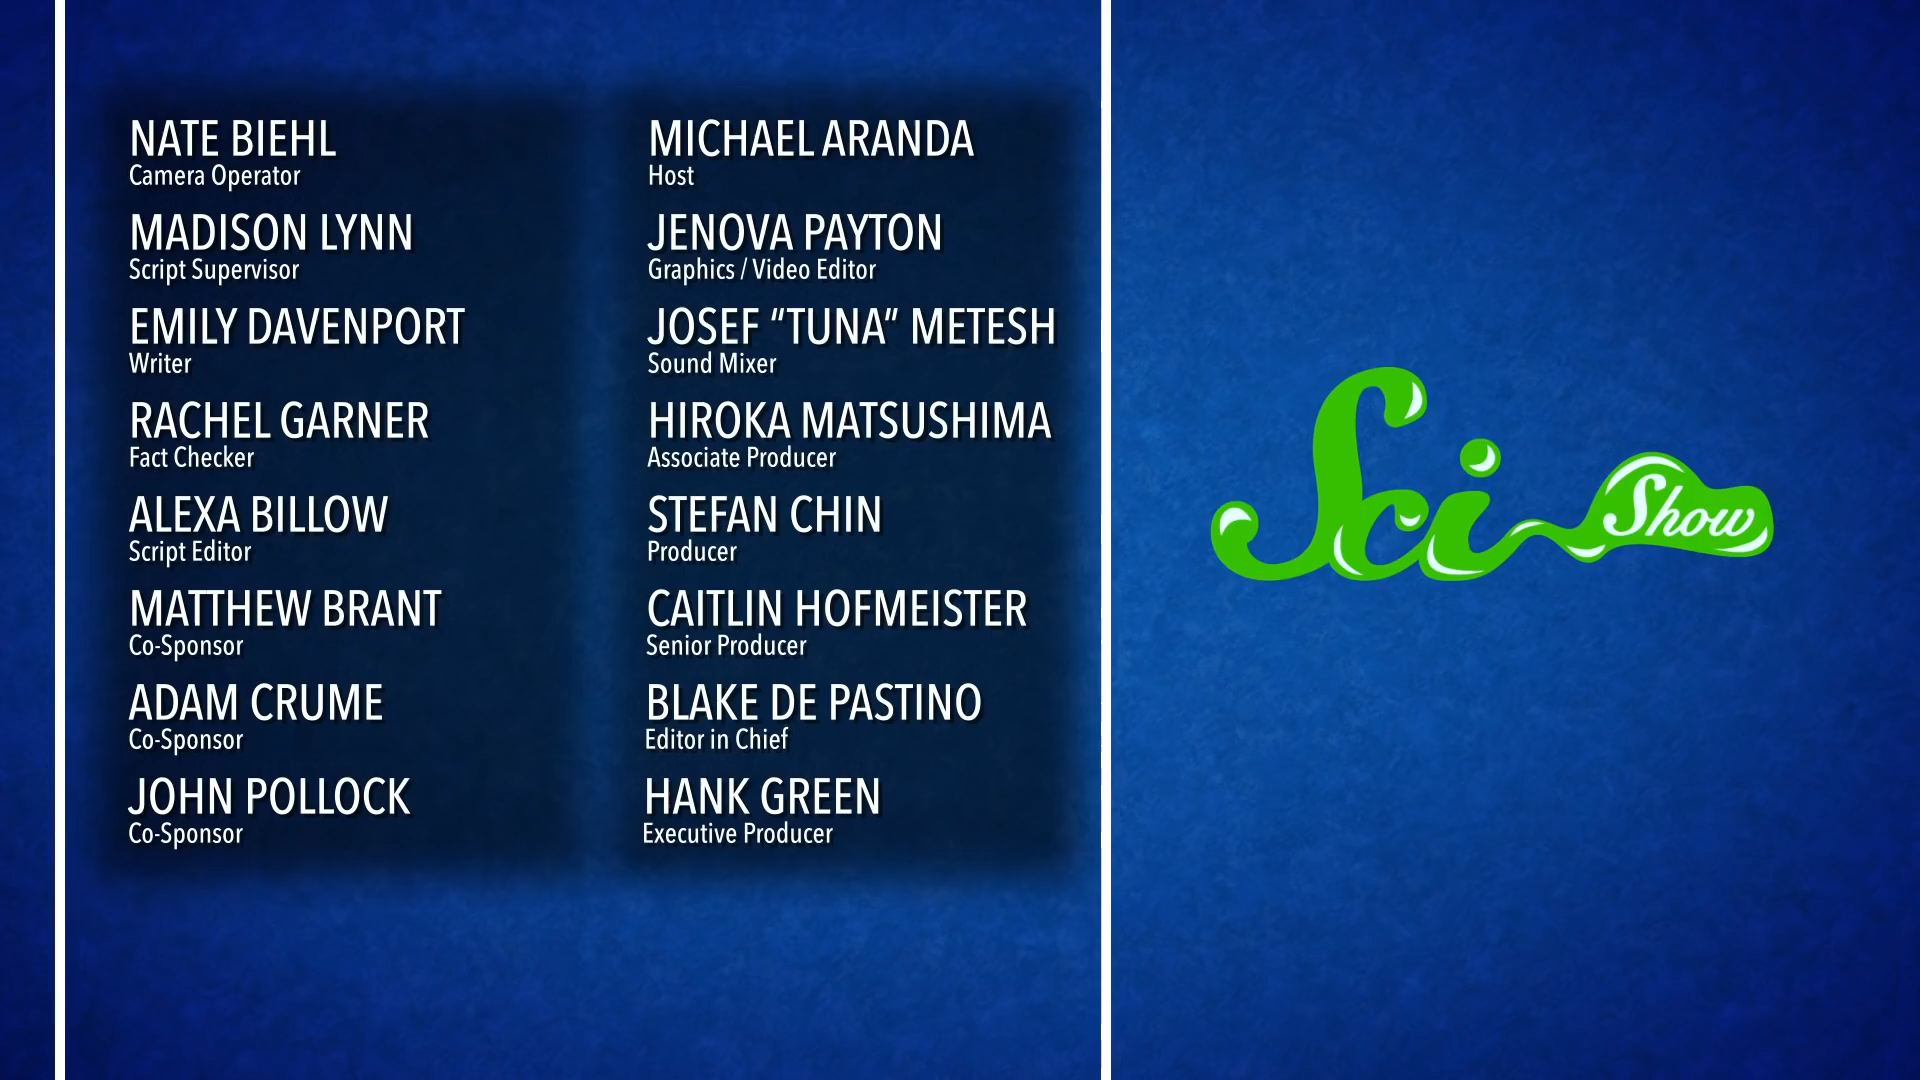 NATE BIEHL
Camera Operator
MADISON LYNN
Script Supervisor
EMILY DAVENPORT
Writer
RACHEL GARNER
Fact Checker
ALEXA BILLOW
Script Editor
MATTHEW BRANT
Co-Sponsor
ADAM CRUME
Co-Sponsor
JOHN POLLOCK
Co-Sponsor
MICHAEL ARANDA
Host
JENOVA PAYTON
Graphics / Video Editor
JOSEF “TUNA” METESH
Sound Mixer
HIROKA MATSUSHIMA
Associate Producer
STEFAN CHIN
Producer
CAITLIN HOFMEISTER
Senior Producer
BLAKE DE PASTINO
Editor in Chief
HANK GREEN
Executive Producer
Sci Show